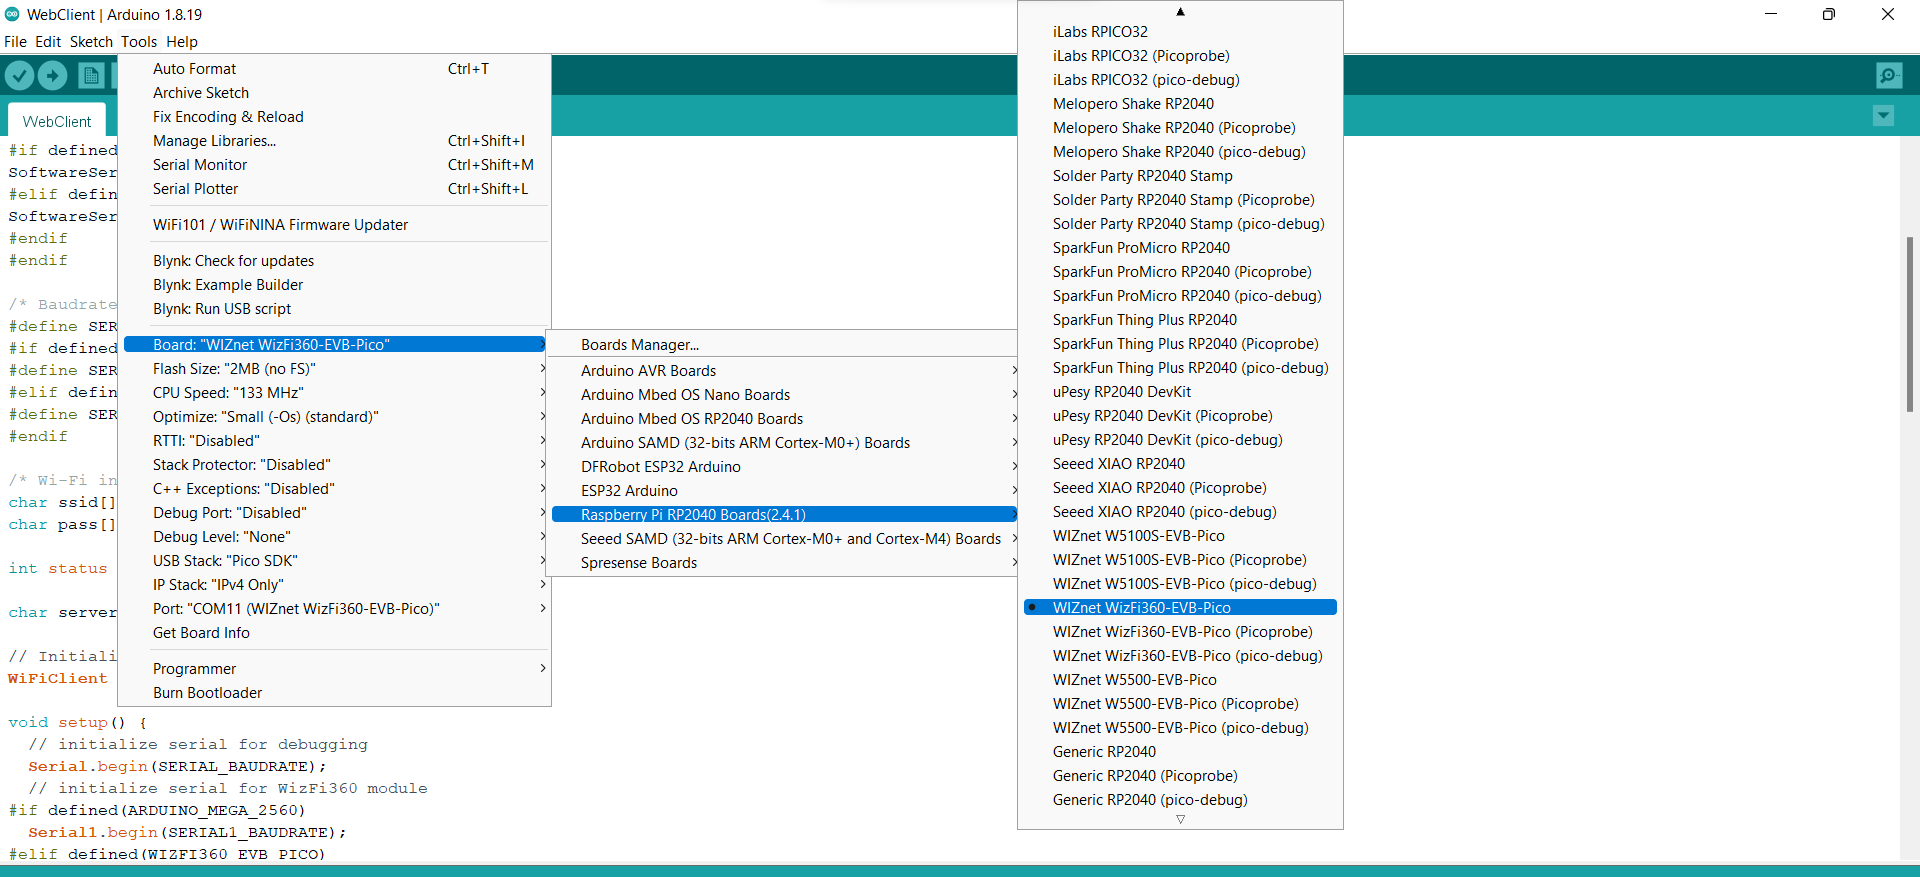 WebClient | Arduino 1.8.19
File Edit Sketch Tools Help
WebClient
#if defined
SoftwareSer
#elif defin
SoftwareSer
#endif
#endif
/* Baudrate
#define SER
#if defined
#define SER
#elif defin
#define SER
#endif
/* Wi-Fi in
char ssid[]
char pass[]
int status
char server
// Initiali
WiFiClient
void setup() {
// initialize serial for debugging
Serial.begin(SERIAL_BAUDRATE);
// initialize serial for WizFi360 module
#if defined(ARDUINO_MEGA_2560)
Serial1.begin(SERIAL1_BAUDRATE);
#elif defined(WIZFI360_EVB_PICO)
Auto Format Ctrl+T
Archive Sketch
Fix Encoding & Reload
Manage Libraries... Ctrl+Shift+I
Serial Monitor Ctrl+Shift+M
Serial Plotter Ctrl+Shift+L
WiFi101 / WiFiNINA Firmware Updater
Blynk: Check for updates
Blynk: Example Builder
Blynk: Run USB script
Board: "WIZnet WizFi360-EVB-Pico"
Flash Size: "2MB (no FS)"
CPU Speed: "133 MHz"
Optimize: "Small (-Os) (standard)"
RTTI: "Disabled"
Stack Protector: "Disabled"
C++ Exceptions: "Disabled"
Debug Port: "Disabled"
Debug Level: "None"
USB Stack: "Pico SDK"
IP Stack: "IPv4 Only"
Port: "COM11 (WIZnet WizFi360-EVB-Pico)"
Get Board Info
Programmer
Burn Bootloader
Boards Manager...
Arduino AVR Boards
Arduino Mbed OS Nano Boards
Arduino Mbed OS RP2040 Boards
Arduino SAMD (32-bits ARM Cortex-M0+) Boards
DFRobot ESP32 Arduino
ESP32 Arduino
Raspberry Pi RP2040 Boards(2.4.1)
Seeed SAMD (32-bits ARM Cortex-M0+ and Cortex-M4) Boards
Spresense Boards
iLabs RPICO32
iLabs RPICO32 (Picoprobe)
iLabs RPICO32 (pico-debug)
Melopero Shake RP2040
Melopero Shake RP2040 (Picoprobe)
Melopero Shake RP2040 (pico-debug)
Solder Party RP2040 Stamp
Solder Party RP2040 Stamp (Picoprobe)
Solder Party RP2040 Stamp (pico-debug)
SparkFun ProMicro RP2040
SparkFun ProMicro RP2040 (Picoprobe)
SparkFun ProMicro RP2040 (pico-debug)
SparkFun Thing Plus RP2040
SparkFun Thing Plus RP2040 (Picoprobe)
SparkFun Thing Plus RP2040 (pico-debug)
uPesy RP2040 DevKit
uPesy RP2040 DevKit (Picoprobe)
uPesy RP2040 DevKit (pico-debug)
Seeed XIAO RP2040
Seeed XIAO RP2040 (Picoprobe)
Seeed XIAO RP2040 (pico-debug)
WIZnet W5100S-EVB-Pico
WIZnet W5100S-EVB-Pico (Picoprobe)
WIZnet W5100S-EVB-Pico (pico-debug)
WIZnet WizFi360-EVB-Pico
WIZnet WizFi360-EVB-Pico (Picoprobe)
WIZnet WizFi360-EVB-Pico (pico-debug)
WIZnet W5500-EVB-Pico
WIZnet W5500-EVB-Pico (Picoprobe)
WIZnet W5500-EVB-Pico (pico-debug)
Generic RP2040
Generic RP2040 (Picoprobe)
Generic RP2040 (pico-debug)